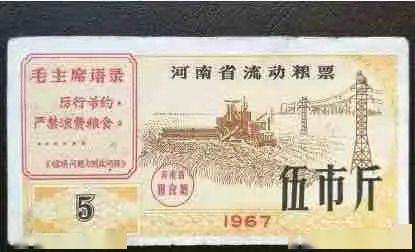 毛主席语录
厉行节约。
严禁浪费粮食。
......
河南省流动粮票
河南省
粮食厅
5
伍市斤
1967